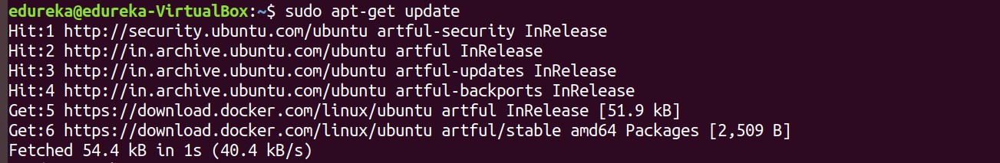 edureka@edureka-VirtualBox:~$ sudo apt-get update
Hit:1 http://security.ubuntu.com/ubuntu artful-security InRelease
Hit:2 http://in.archive.ubuntu.com/ubuntu artful InRelease
Hit:3 http://in.archive.ubuntu.com/ubuntu artful-updates InRelease
Hit:4 http://in.archive.ubuntu.com/ubuntu artful-backports InRelease
Get:5 https://download.docker.com/linux/ubuntu artful InRelease [51.9 kB]
Get:6 https://download.docker.com/linux/ubuntu artful/stable amd64 Packages [2,509 B]
Fetched 54.4 kB in 1s (40.4 kB/s)